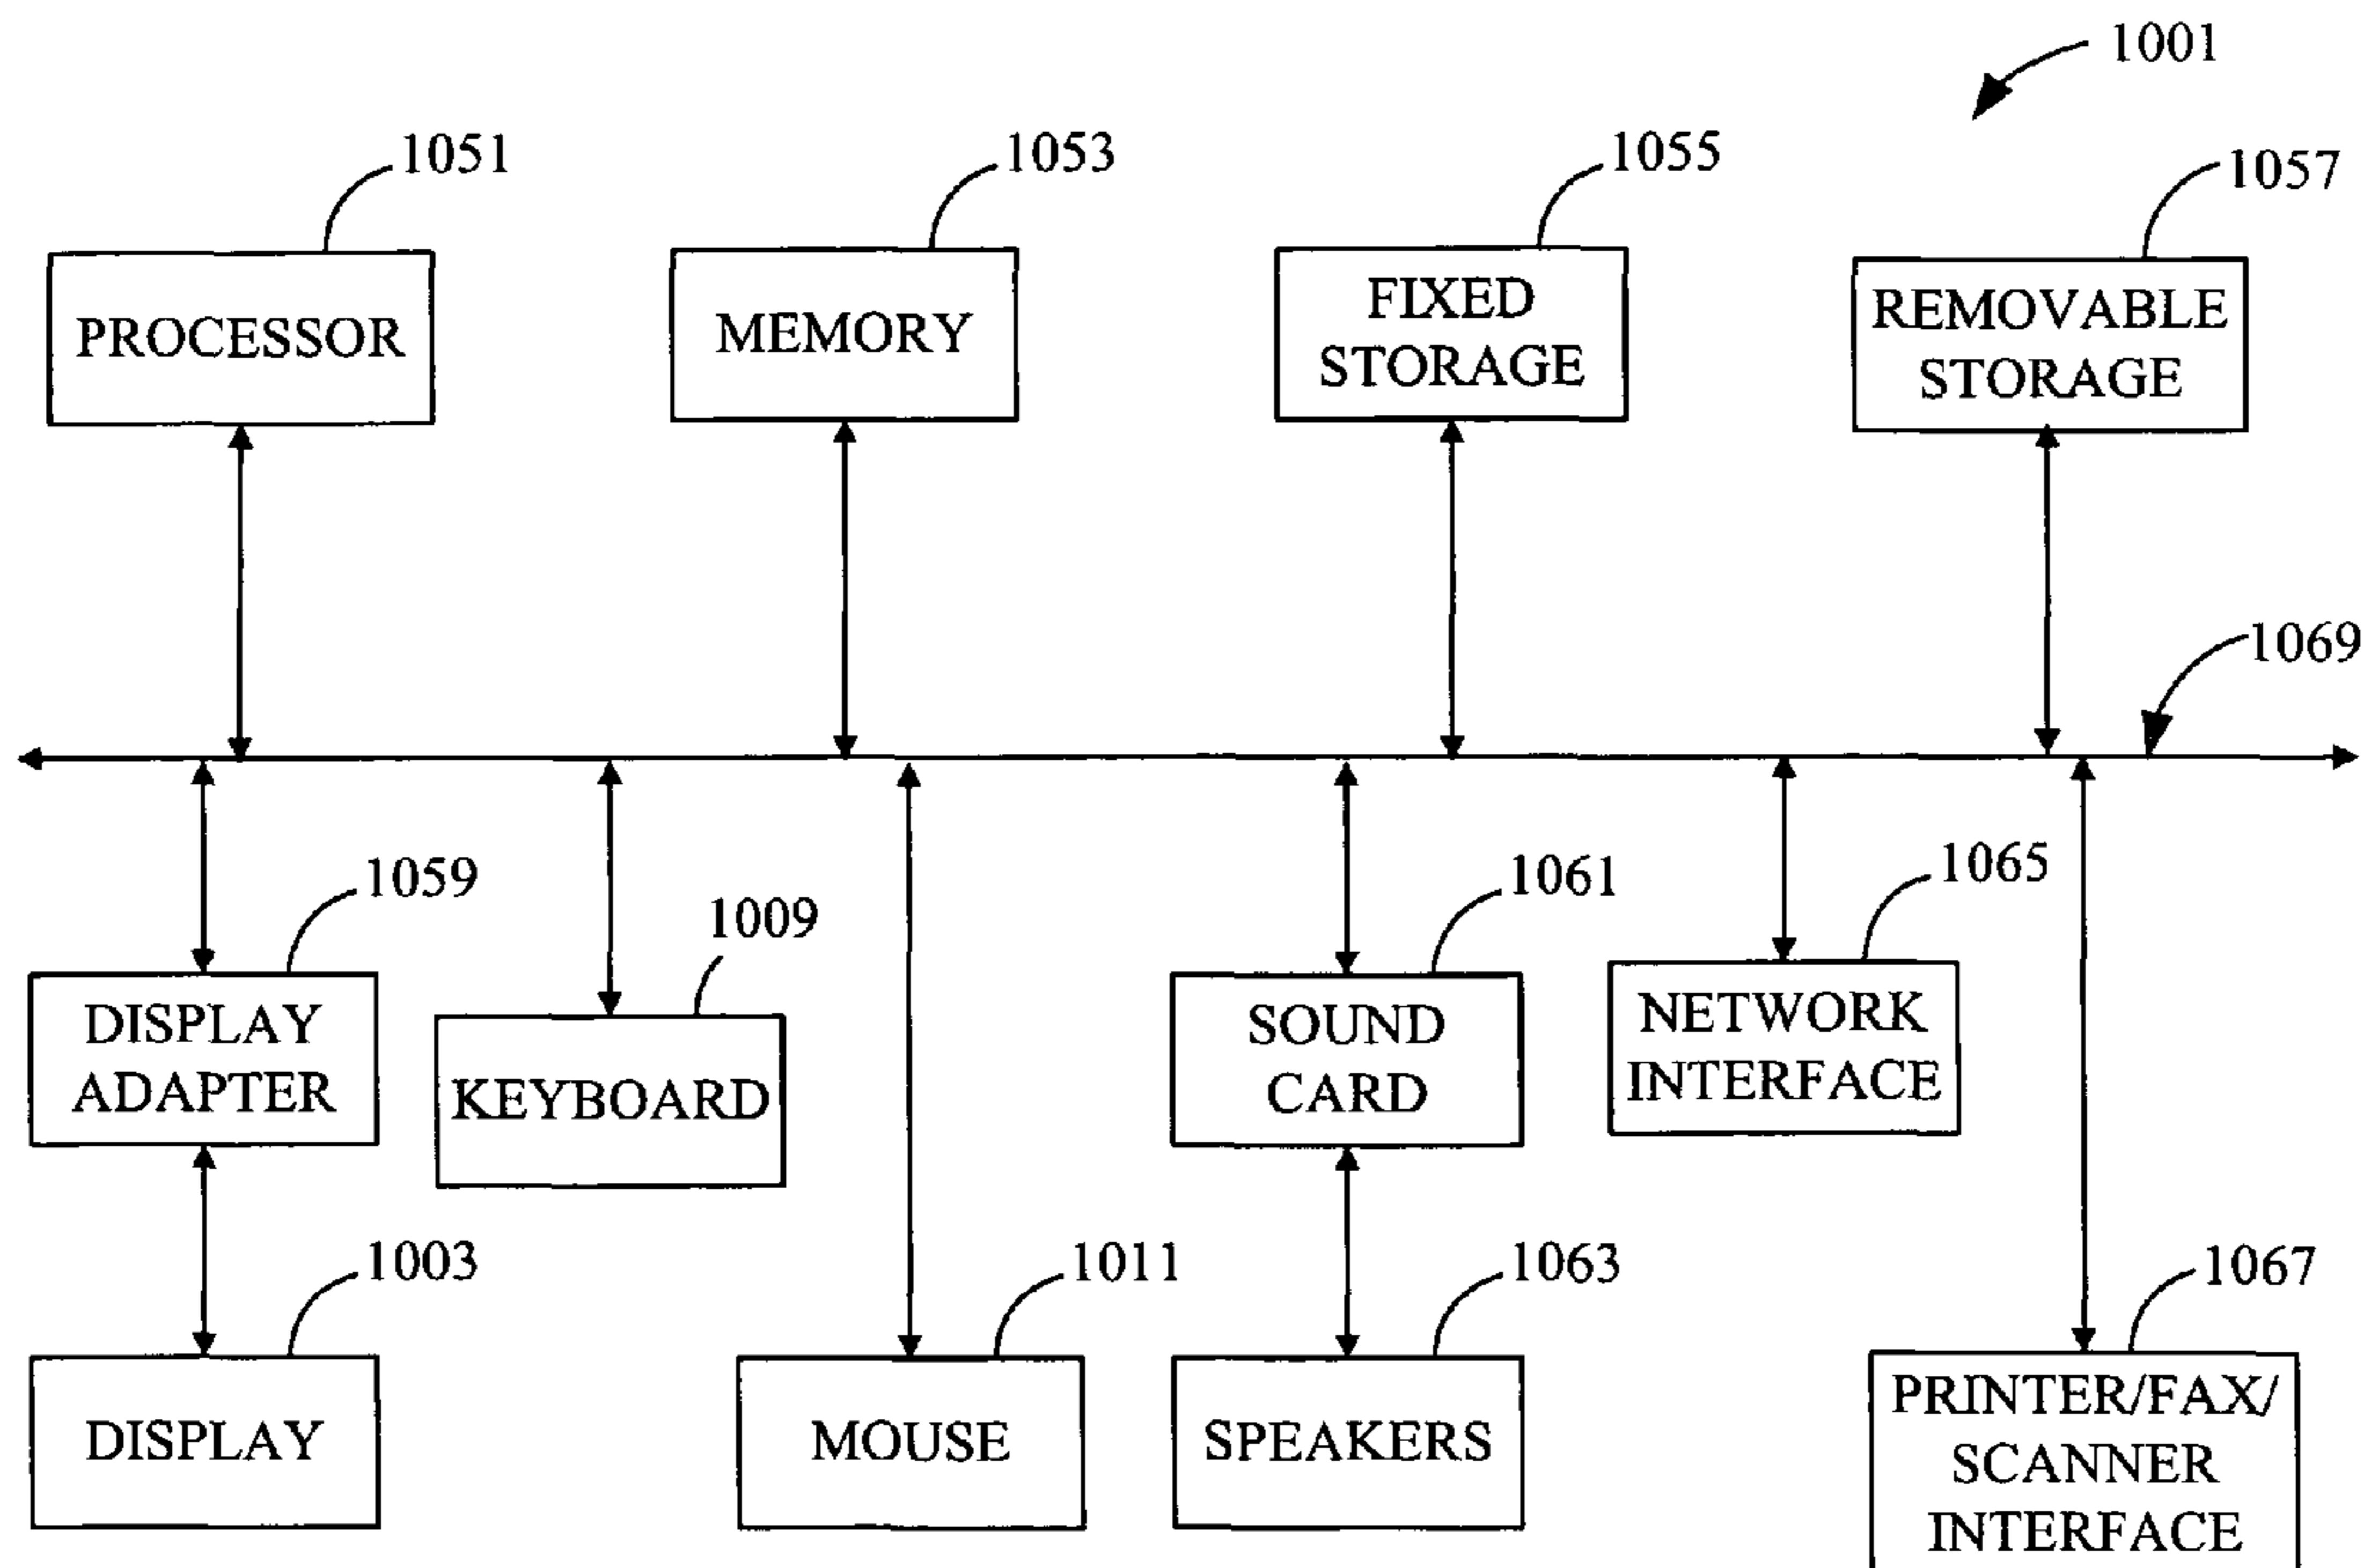 1001
1051
1053
1055
1057
PROCESSOR
MEMORY
FIXED
STORAGE
REMOVABLE
STORAGE
1069
1059
1009
1061
1065
DISPLAY
ADAPTER
KEYBOARD
SOUND
CARD
NETWORK
INTERFACE
1003
1011
1063
1067
DISPLAY
MOUSE
SPEAKERS
PRINTER/FAX/
SCANNER
INTERFACE